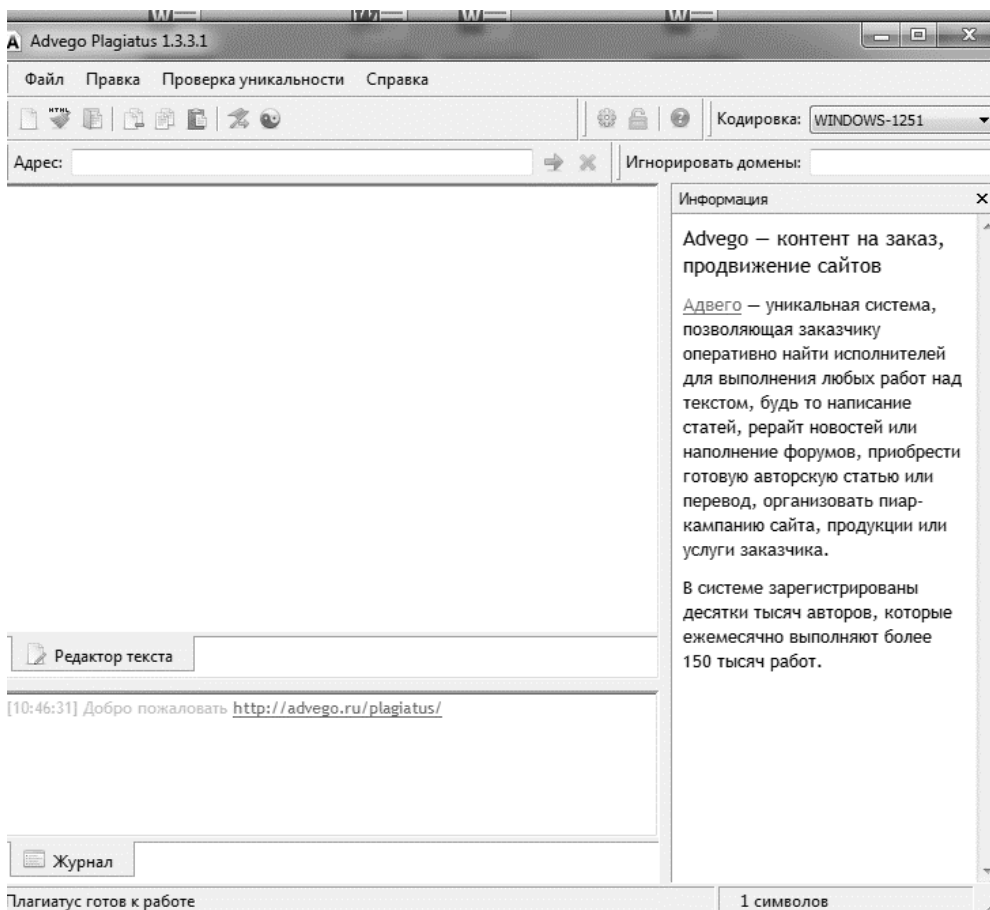 Advego Plagiatus 1.3.3.1
Файл Правка Проверка уникальности Справка
HTML
Кодировка: WINDOWS-1251
Адрес:
Игнорировать домены:
Информация
Advego — контент на заказ,
продвижение сайтов
Адвего — уникальная система,
позволяющая заказчику
оперативно найти исполнителей
для выполнения любых работ над
текстом, будь то написание
статей, рерайт новостей или
наполнение форумов, приобрести
готовую авторскую статью или
перевод, организовать пиар-
кампанию сайта, продукции или
услуги заказчика.
В системе зарегистрированы
десятки тысяч авторов, которые
ежемесячно выполняют более
150 тысяч работ.
Редактор текста
[10:46:31] Добро пожаловать http://advego.ru/plagiatus/
Журнал
Плагиатус готов к работе
1 символов